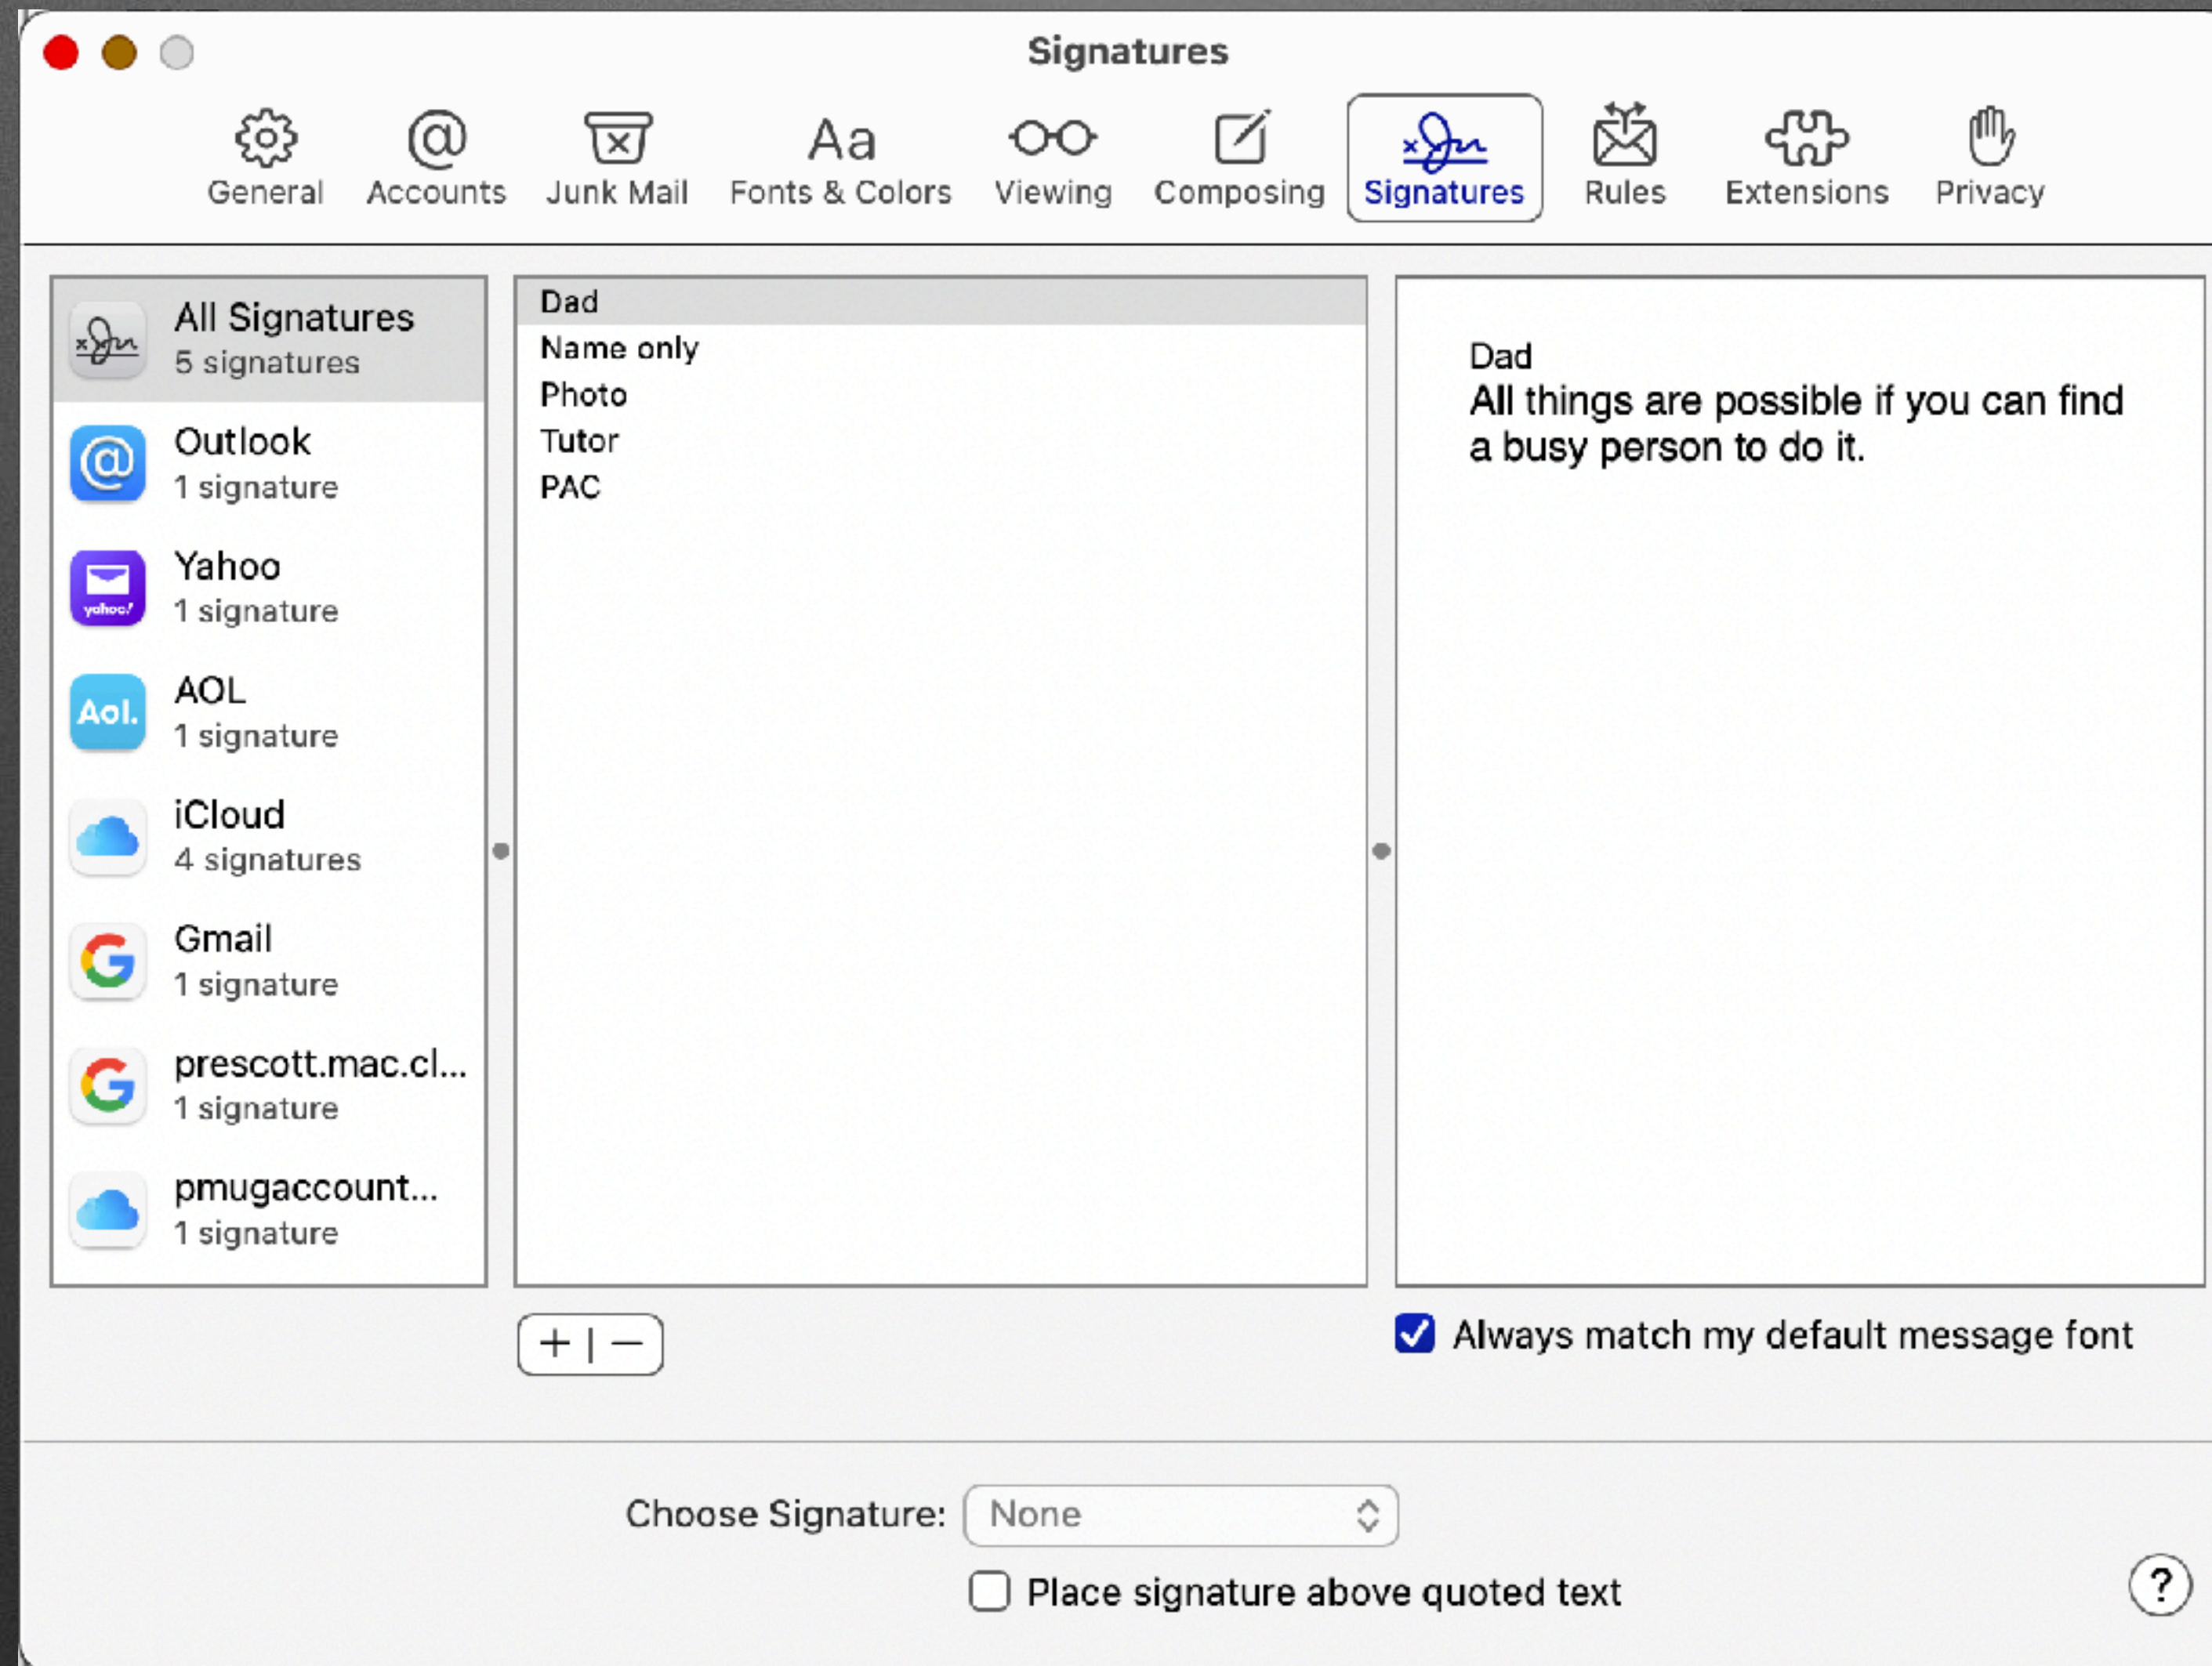 Signatures
General
Accounts
Junk Mail
Aa
Fonts & Colors
Viewing
Composing
Signatures
Rules
Extensions
Privacy
All Signatures
5 signatures
Outlook
1 signature
yahoo!
Yahoo
1 signature
Aol.
AOL
1 signature
iCloud
4 signatures
Gmail
1 signature
prescott.mac.cl...
1 signature
pmugaccount...
1 signature
Dad
Name only
Photo
Tutor
PAC
Dad
All things are possible if you can find
a busy person to do it.
+ | −
Always match my default message font
Choose Signature: None
Place signature above quoted text
?